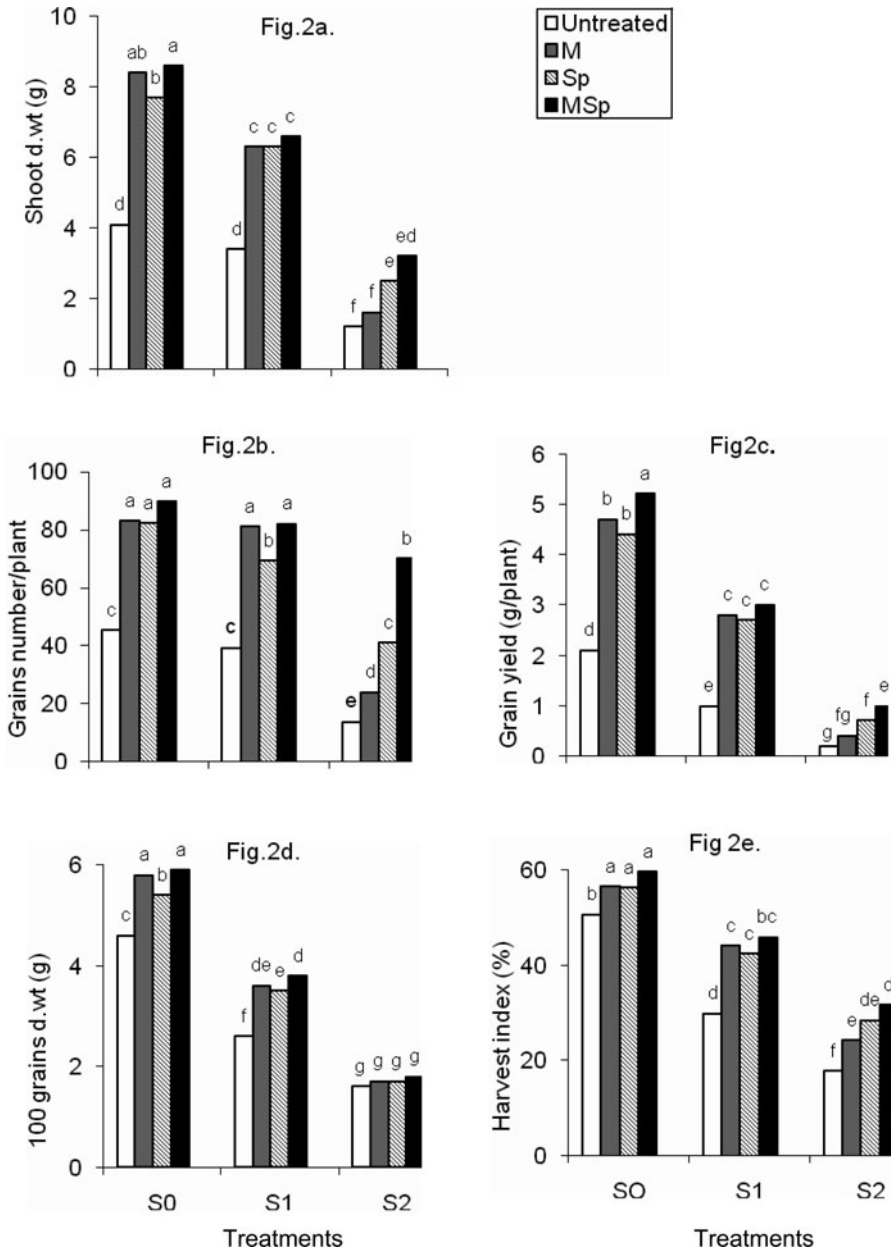 Fig.2a.
Untreated
M
Sp
MSp
Shoot d.wt (g)
10
8
6
4
2
0
d ab b a
d c c c
f f e ed
Fig.2b.
Grains number/plant
100
80
60
40
20
0
c a a a
c a b a
e d c b
Fig2c.
Grain yield (g/plant)
6
5
4
3
2
1
0
d b b a
e c c c
g fg f e
Fig.2d.
100 grains d.wt (g)
6
4
2
0
c a b a
f de e d
g g g g
S0 S1 S2
Treatments
Fig 2e.
Harvest index (%)
60
40
20
0
b a a a
d c c bc
f e de d
SO S1 S2
Treatments